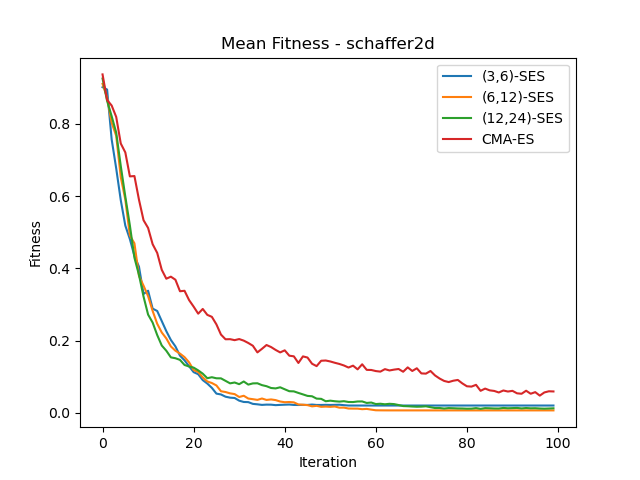 Mean Fitness - schaffer2d
(3,6)-SES
(6,12)-SES
(12,24)-SES
CMA-ES
Fitness
0.8
0.6
0.4
0.2
0.0
0 20 40 60 80 100
Iteration